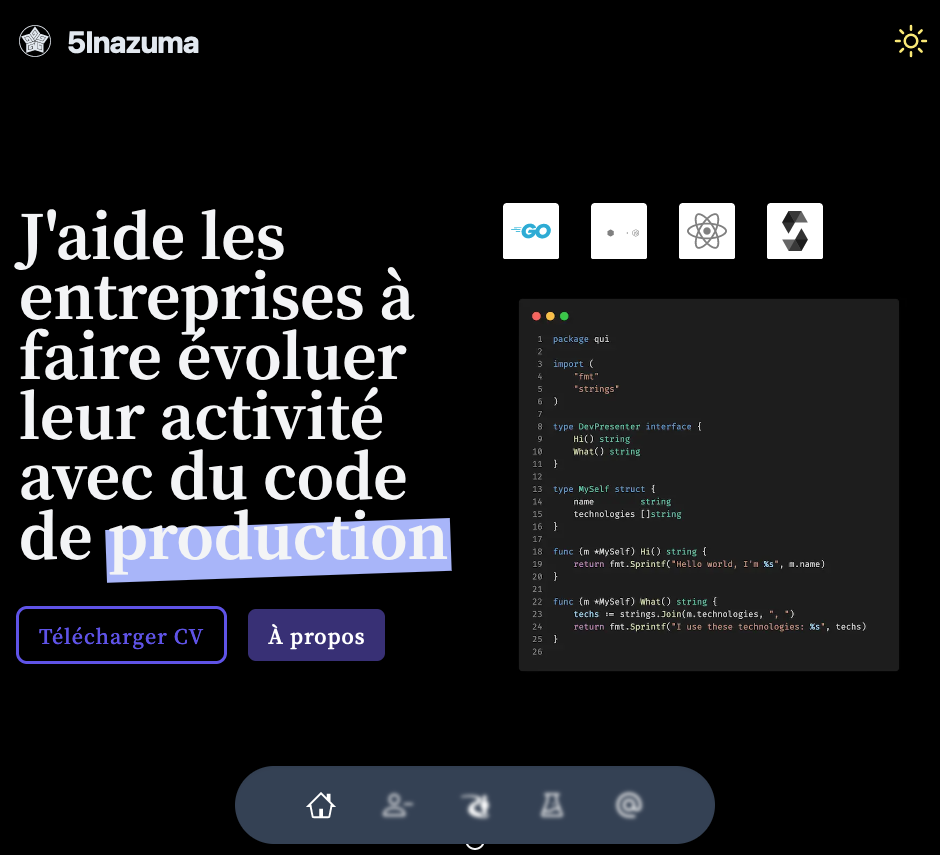 5Inazuma
J'aide les
entreprises à
faire évoluer
leur activité
avec du code
de production
Télécharger CV
À propos
GO
1 package qui
2
3 import (
4 "fmt"
5 "strings"
6 )
7
8 type DevPresenter interface {
9 Hi() string
10 What() string
11 }
12
13 type MySelf struct {
14 name string
15 technologies []string
16 }
17
18 func (m *MySelf) Hi() string {
19 return fmt.Sprintf("Hello world, I'm %s", m.name)
20 }
21
22 func (m *MySelf) What() string {
23 techs := strings.Join(m.technologies, ", ")
24 return fmt.Sprintf("I use these technologies: %s", techs)
25 }
26